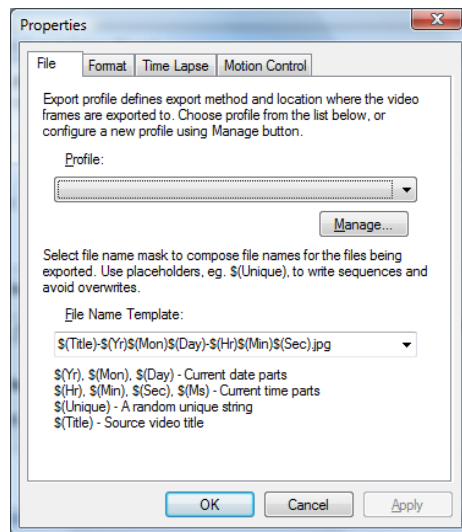 Properties
File
Format
Time Lapse
Motion Control
Export profile defines export method and location where the video
frames are exported to. Choose profile from the list below, or
configure a new profile using Manage button.
Profile:
Manage...
Select file name mask to compose file names for the files being
exported. Use placeholders, eg. $(Unique), to write sequences and
avoid overwrites.
File Name Template:
$(Title)-$(Yr)$(Mon)$(Day)-$(Hr)$(Min)$(Sec).jpg
$(Yr), $(Mon), $(Day) - Current date parts
$(Hr), $(Min), $(Sec), $(Ms) - Current time parts
$(Unique) - A random unique string
$(Title) - Source video title
OK
Cancel
Apply